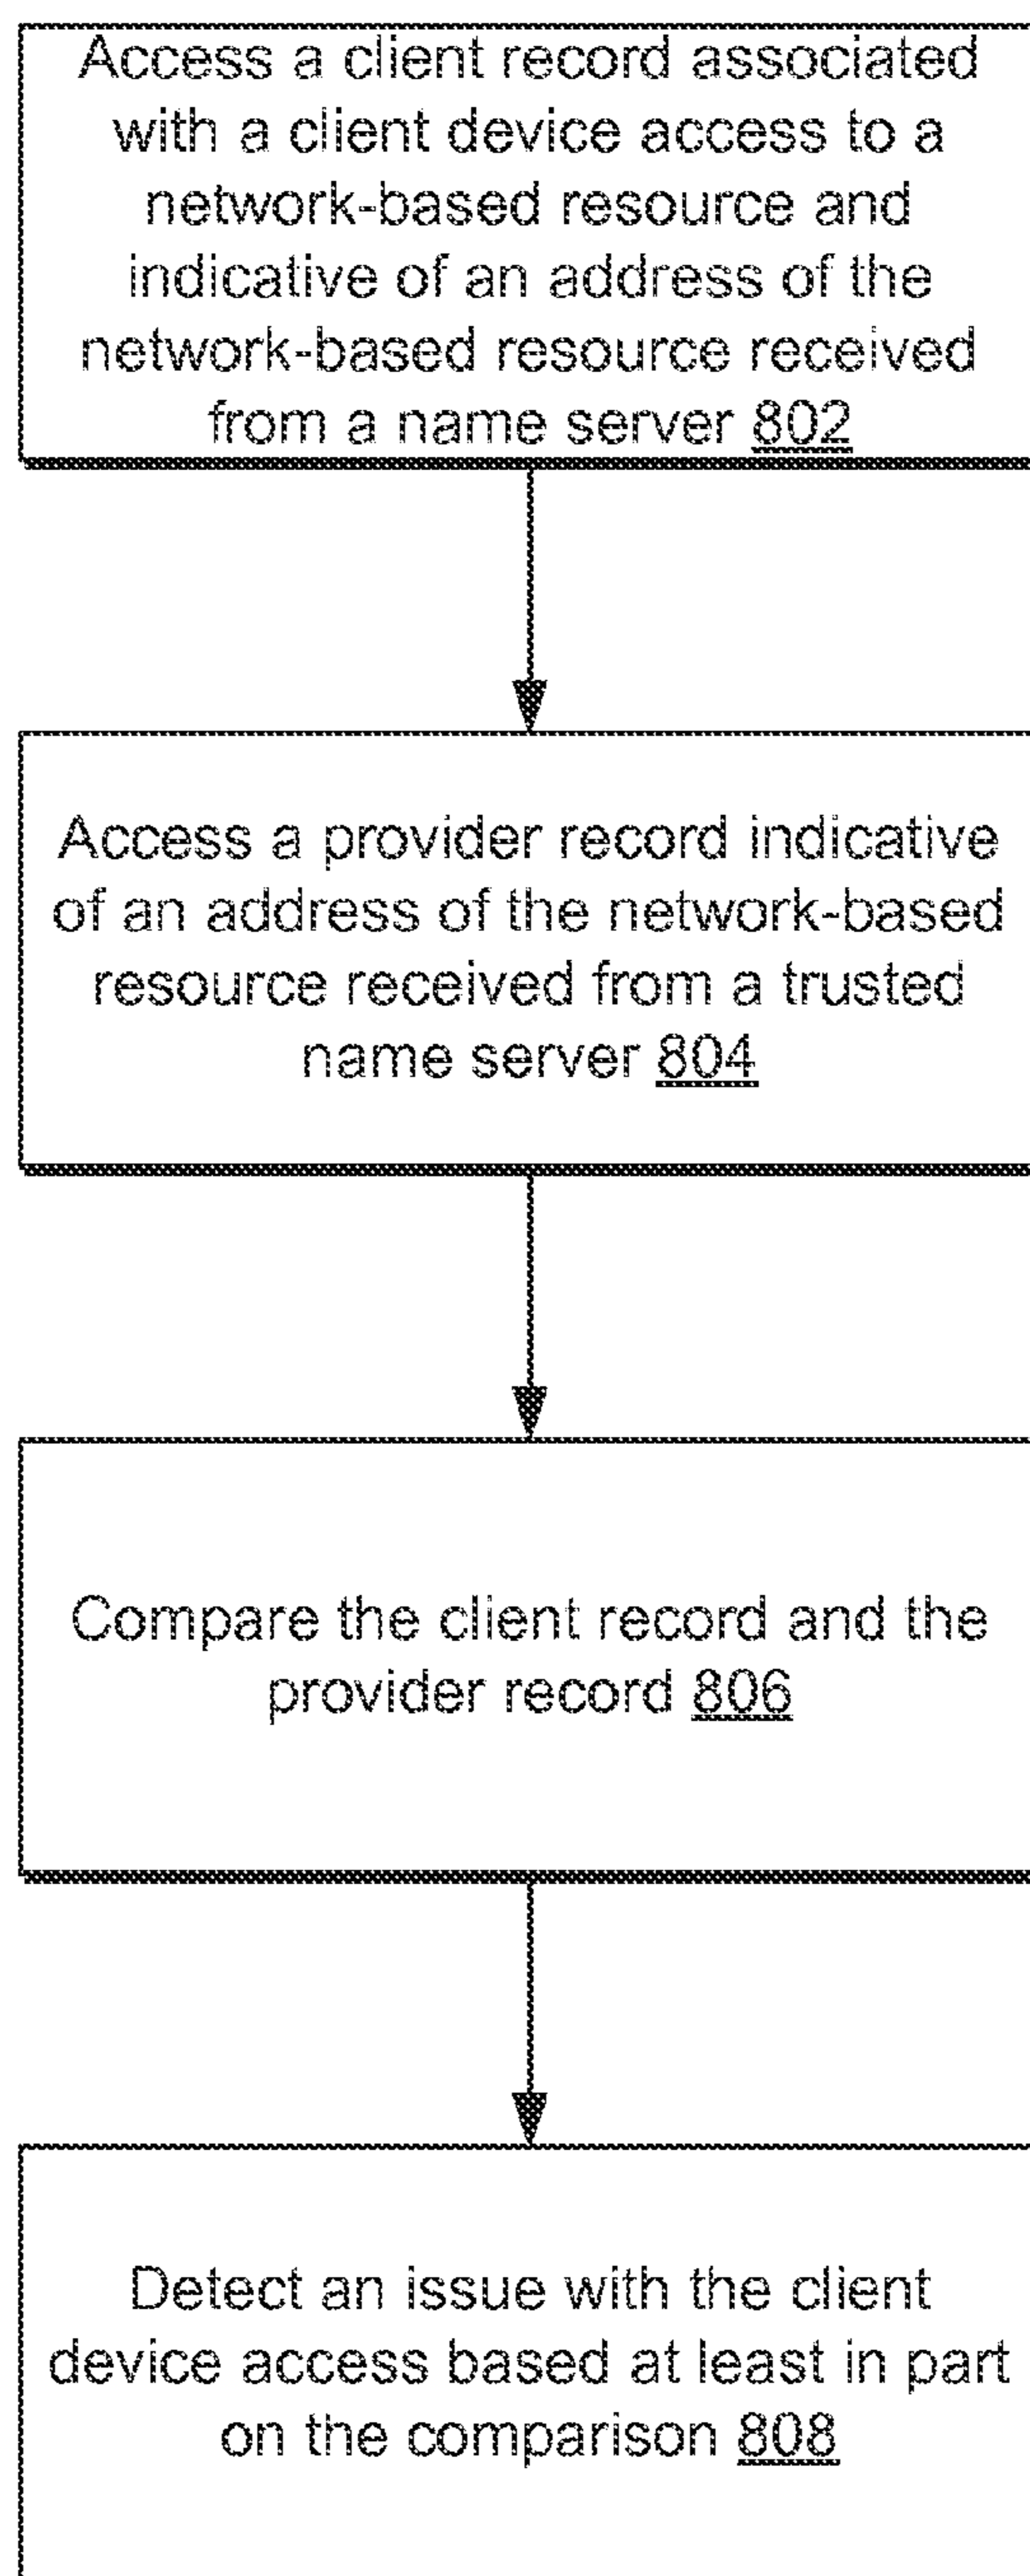 Access a client record associated
with a client device access to a
network-based resource and
indicative of an address of the
network-based resource received
from a name server 802
Access a provider record indicative
of an address of the network-based
resource received from a trusted
name server 804
Compare the client record and the
provider record 806
Detect an issue with the client
device access based at least in part
on the comparison 808